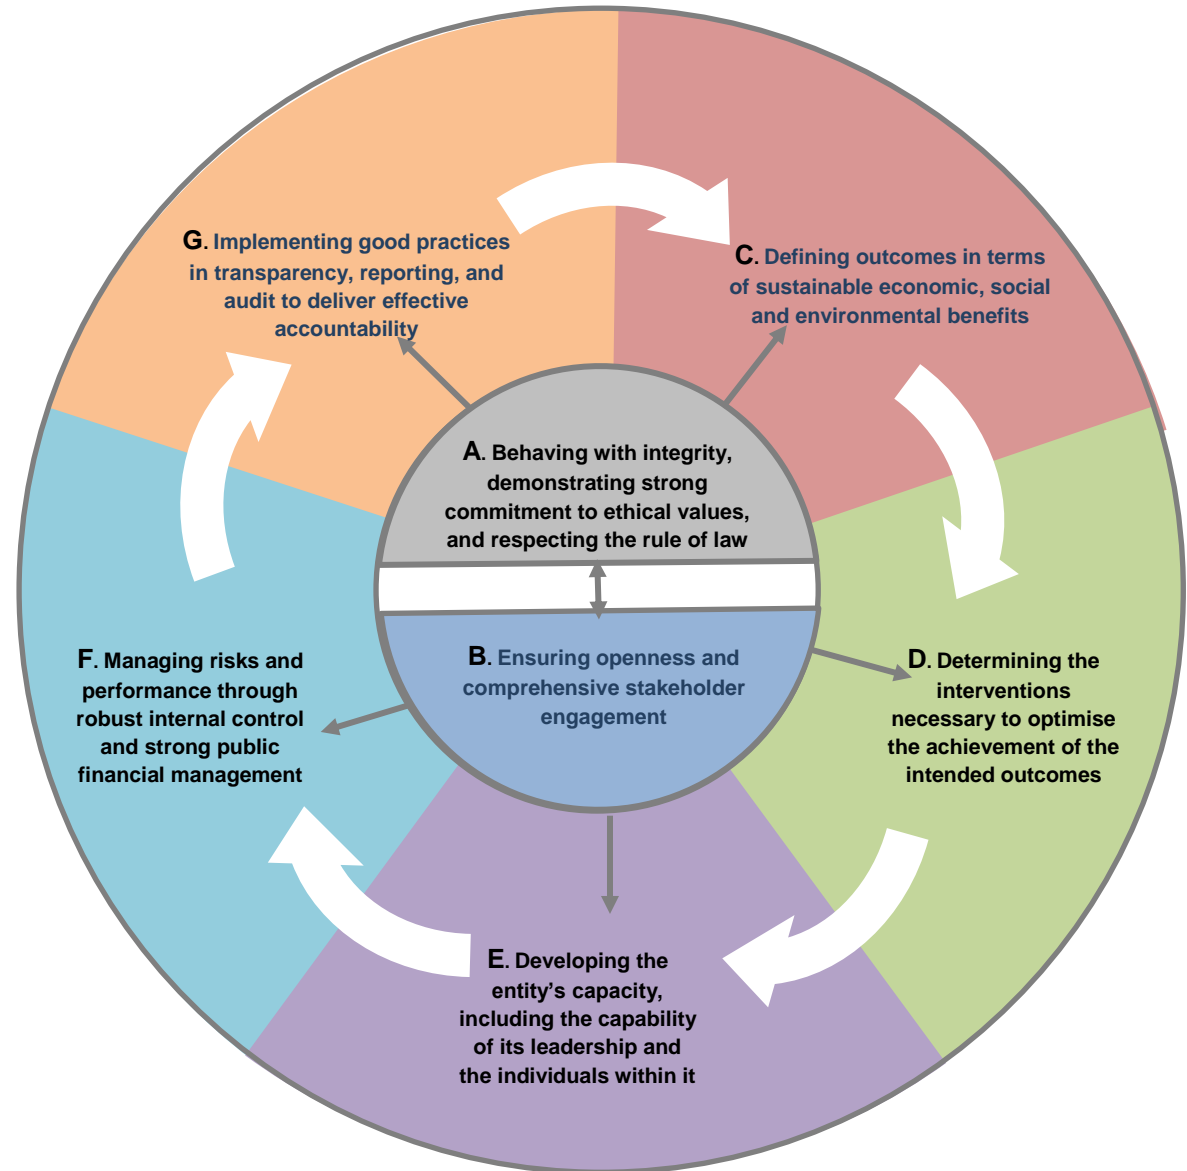 A. Behaving with integrity,
demonstrating strong
commitment to ethical values,
and respecting the rule of law
B. Ensuring openness and
comprehensive stakeholder
engagement
C. Defining outcomes in terms
of sustainable economic, social
and environmental benefits
D. Determining the
interventions
necessary to optimise
the achievement of the
intended outcomes
E. Developing the
entity’s capacity,
including the capability
of its leadership and
the individuals within it
F. Managing risks and
performance through
robust internal control
and strong public
financial management
G. Implementing good practices
in transparency, reporting, and
audit to deliver effective
accountability